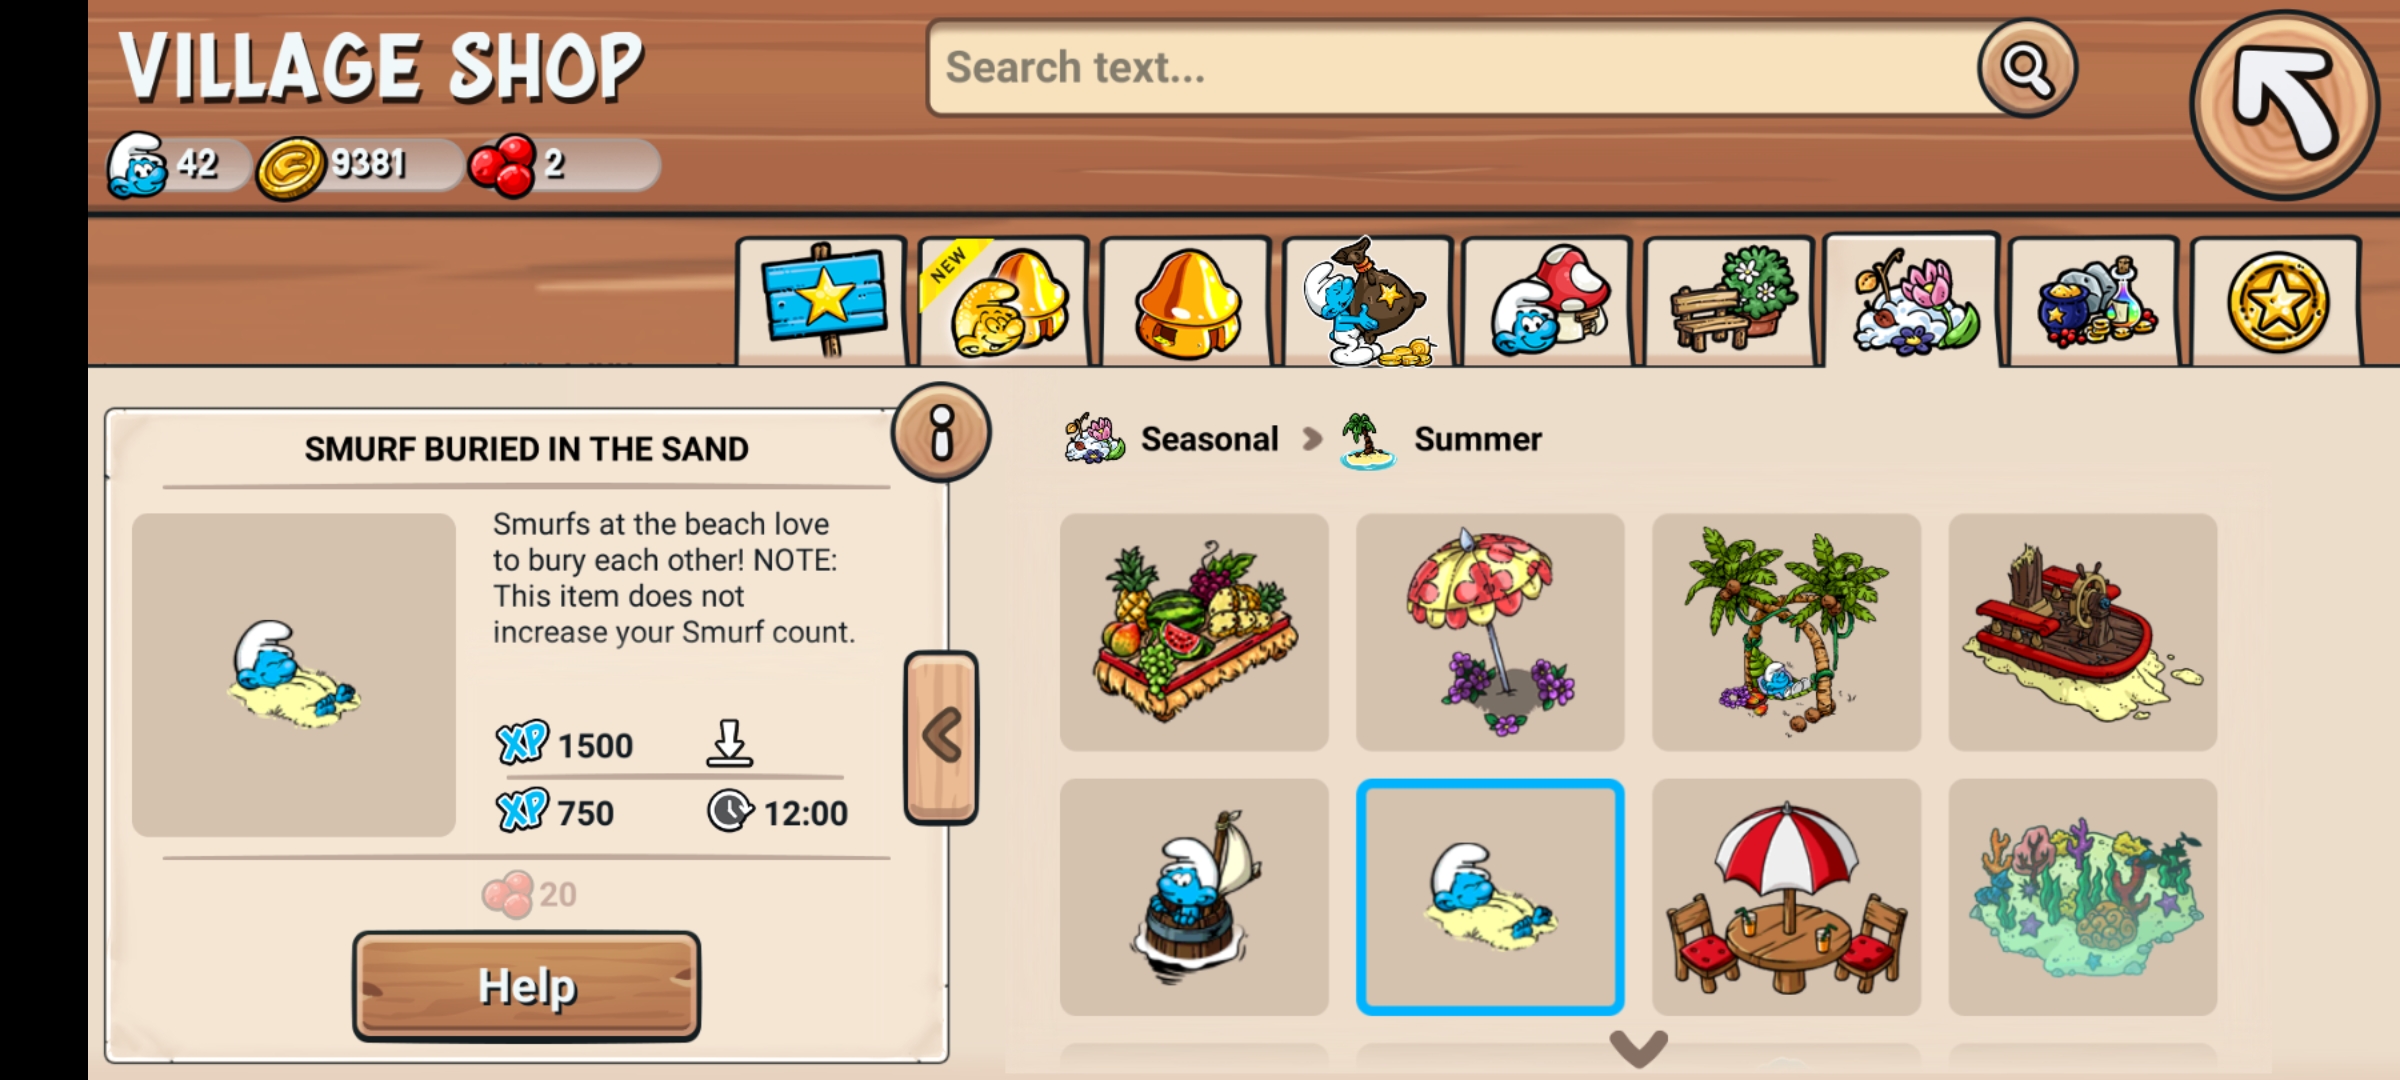 VILLAGE SHOP
Search text...
42
9381
2
NEW
SMURF BURIED IN THE SAND
Smurfs at the beach love
to bury each other! NOTE:
This item does not
increase your Smurf count.
XP 1500
XP 750
12:00
20
Help
Seasonal
Summer